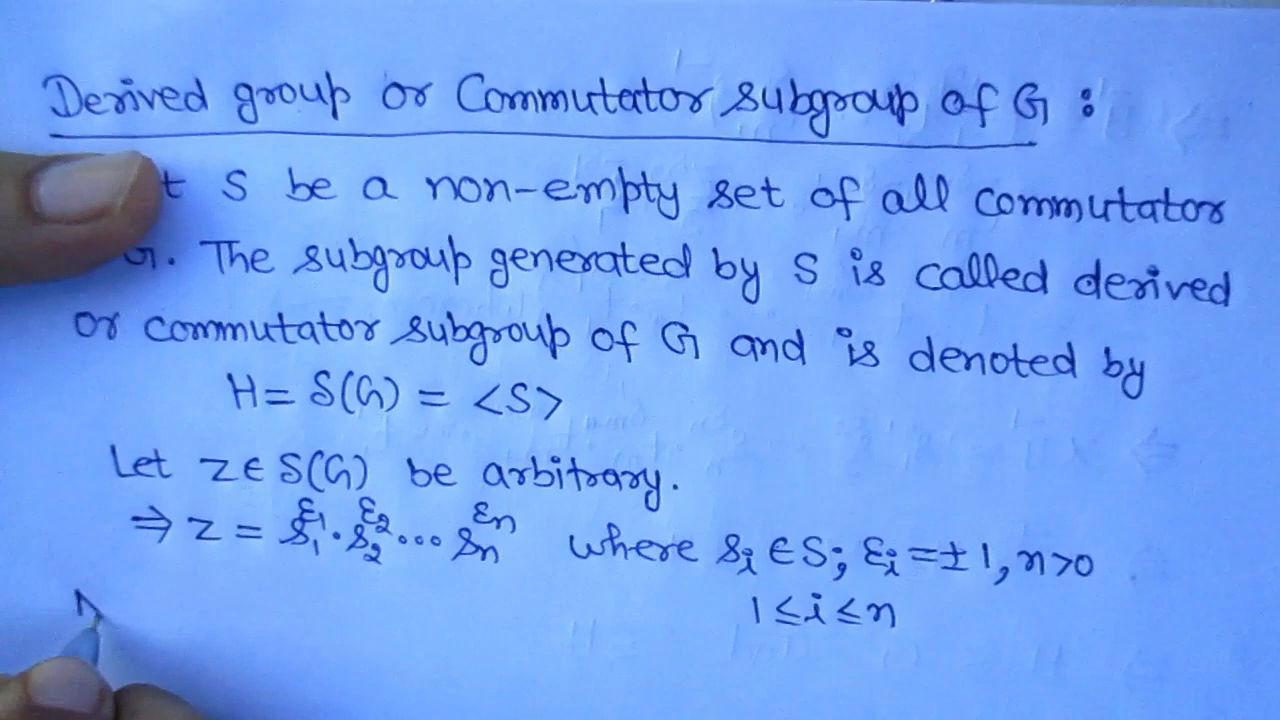 Derived group or Commutator subgroup of G :
t S be a non-empty set of all commutator
G. The subgroup generated by S is called derived
or commutator subgroup of G and is denoted by
H = S(G) = <S>
Let z ∈ S(G) be arbitrary.
⇒ z = s₁^ε₁ · s₂^ε₂ ... sₙ^εₙ where sᵢ ∈ S; εᵢ = ±1, n>0
1 ≤ i ≤ n